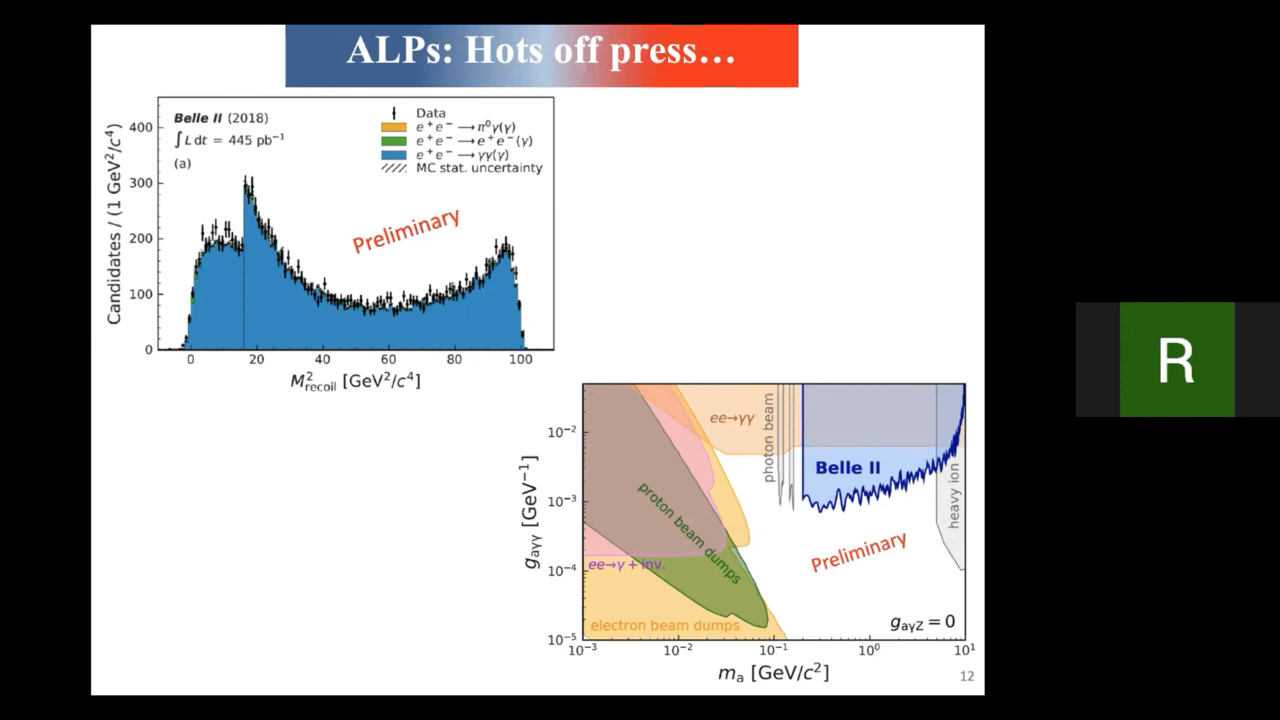 ALPs: Hots off press…
Belle II (2018)
∫L dt = 445 pb⁻¹
(a)
Data
e⁺e⁻ ⟶ π⁰γ(γ)
e⁺e⁻ ⟶ e⁺e⁻(γ)
e⁺e⁻ ⟶ γγ(γ)
MC stat. uncertainty
Preliminary
Candidates / (1 GeV²/c⁴)
400
300
200
100
0
0 20 40 60 80 100
M²recoil [GeV²/c⁴]
R
ee→γγ
photon beam
Belle II
heavy ion
proton beam dumps
Preliminary
ee→γ + inv.
electron beam dumps
gaγZ = 0
gaγγ [GeV⁻¹]
10⁻²
10⁻³
10⁻⁴
10⁻⁵
10⁻³ 10⁻² 10⁻¹ 10⁰ 10¹
ma [GeV/c²]
12